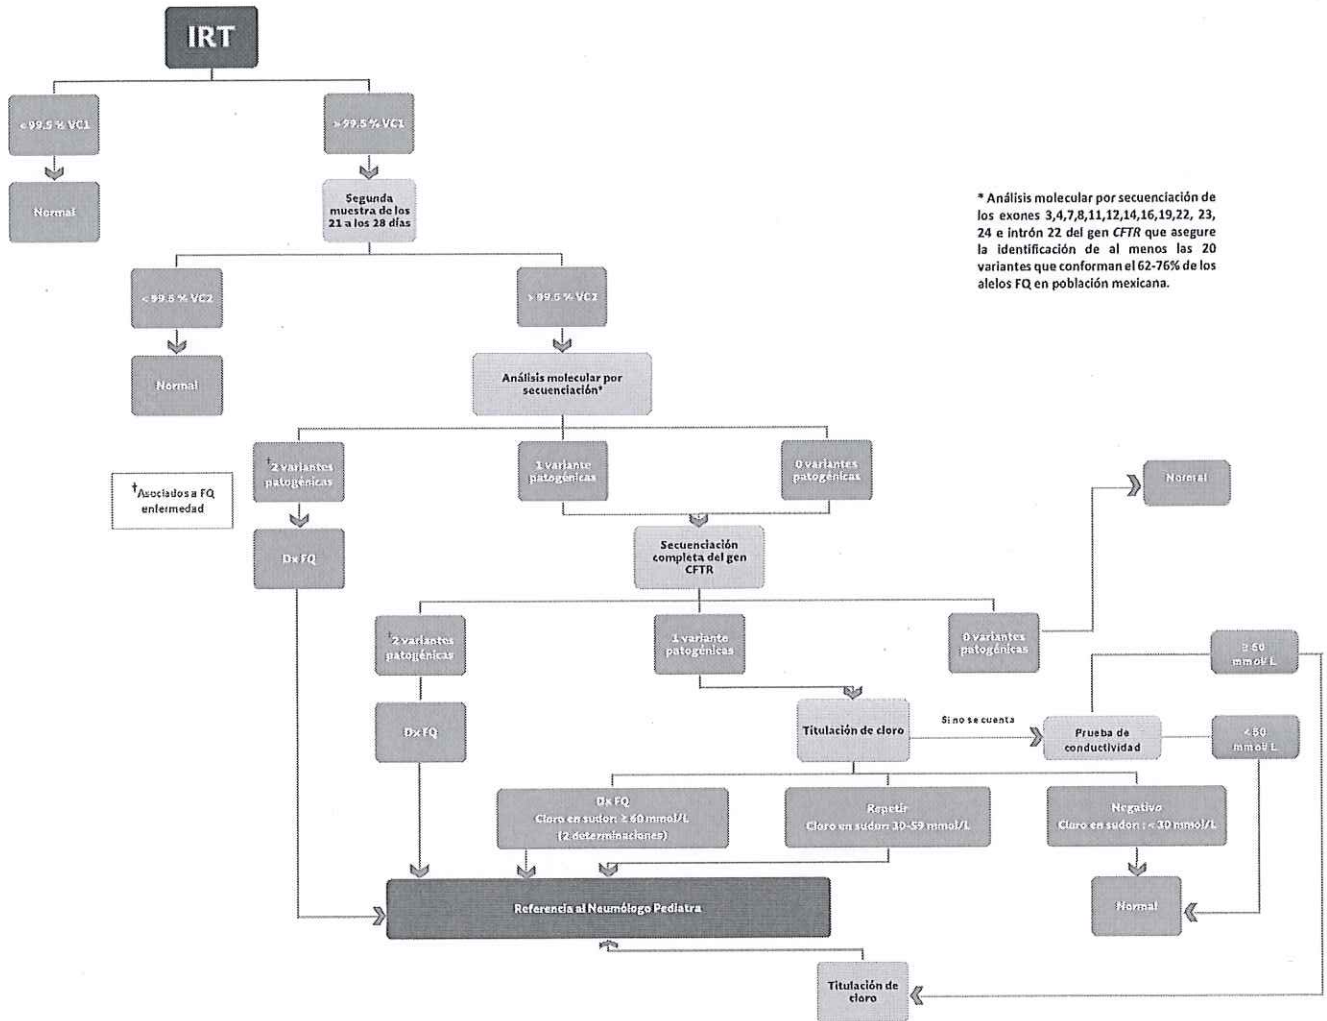 IRT
< 99.5 % VC1
> 99.5 % VC1
Normal
Segunda
muestra de los
21 a los 28 días
* Análisis molecular por secuenciación de
los exones 3,4,7,8,11,12,14,16,19,22, 23,
24 e intrón 22 del gen CFTR que asegure
la identificación de al menos las 20
variantes que conforman el 62-76% de los
alelos FQ en población mexicana.
< 99.5 % VC2
> 99.5 % VC2
Normal
Análisis molecular por
secuenciación*
†2 variantes
patogénicas
1 variante
patogénicas
0 variantes
patogénicas
Normal
†Asociados a FQ
enfermedad
Dx FQ
Secuenciación
completa del gen
CFTR
†2 variantes
patogénicas
1 variante
patogénicas
0 variantes
patogénicas
mmol/L
Dx FQ
Titulación de cloro
Si no se cuenta
Prueba de
conductividad
mmol/L
Dx FQ
Cloro en sudor: ≥ 60 mmol/L
(2 determinaciones)
Repetir
Cloro en sudor: 30-59 mmol/L
Negativo
Cloro en sudor : < 30 mmol/L
Referencia al Neumólogo Pediatra
Normal
Titulación de
cloro